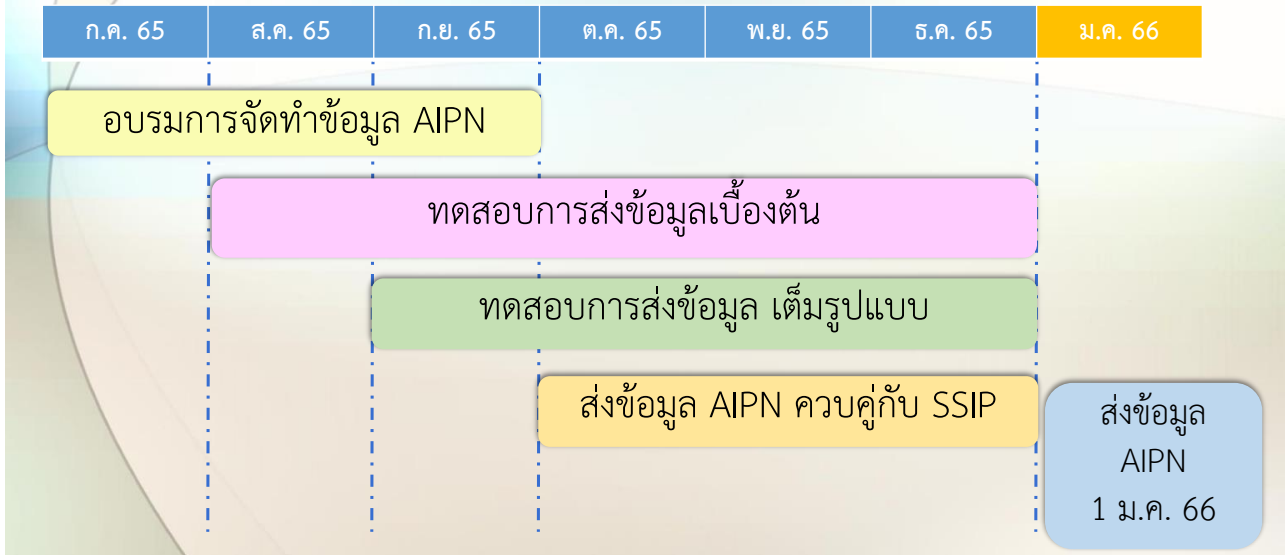 ก.ค. 65 ส.ค. 65 ก.ย. 65 ต.ค. 65 พ.ย. 65 ธ.ค. 65 ม.ค. 66
อบรมการจัดทำข้อมูล AIPN
ทดสอบการส่งข้อมูลเบื้องต้น
ทดสอบการส่งข้อมูล เต็มรูปแบบ
ส่งข้อมูล AIPN ควบคู่กับ SSIP
ส่งข้อมูล
AIPN
1 ม.ค. 66